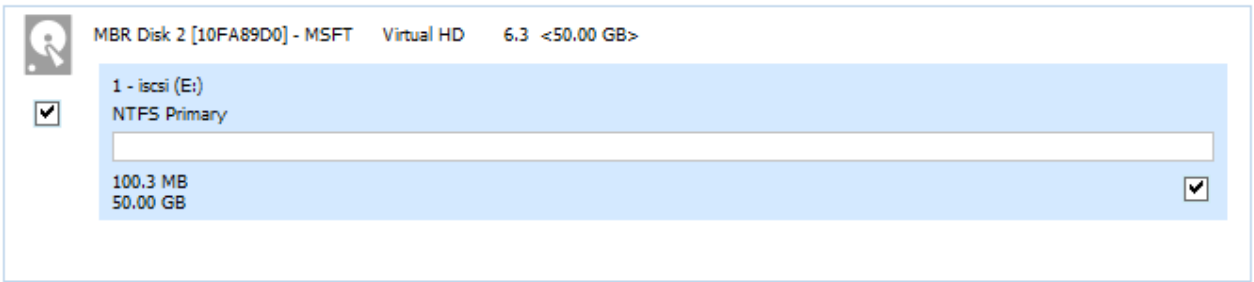 MBR Disk 2 [10FA89D0] - MSFT Virtual HD 6.3 <50.00 GB>
1 - iscsi (E:)
NTFS Primary
100.3 MB
50.00 GB